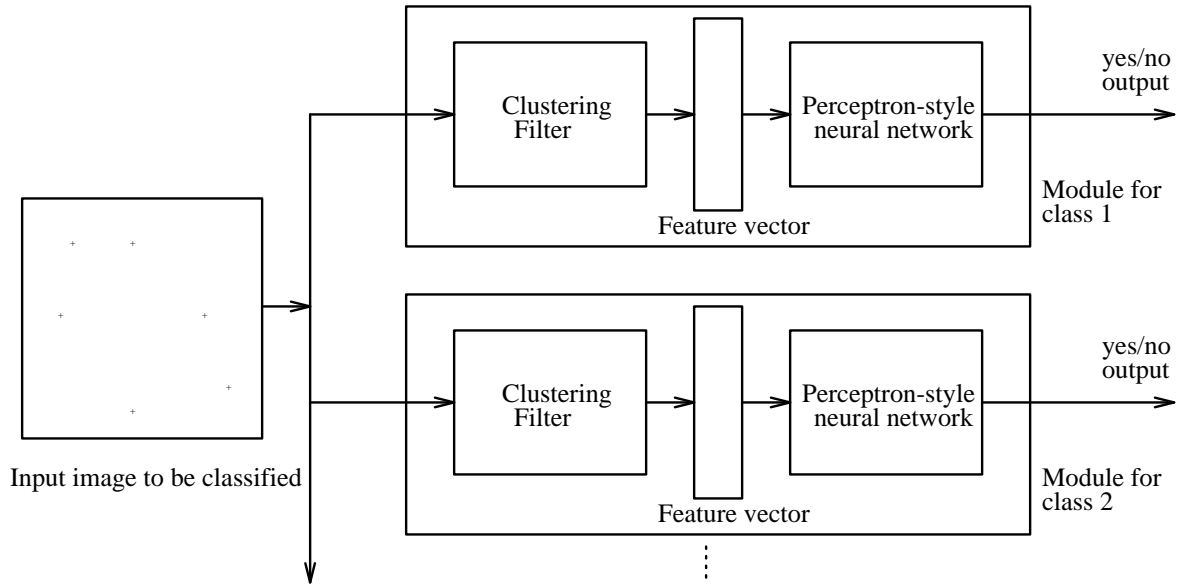 Clustering
Filter
Perceptron-style
neural network
yes/no
output
Feature vector
Module for
class 1
Input image to be classified
Clustering
Filter
Perceptron-style
neural network
yes/no
output
Feature vector
Module for
class 2